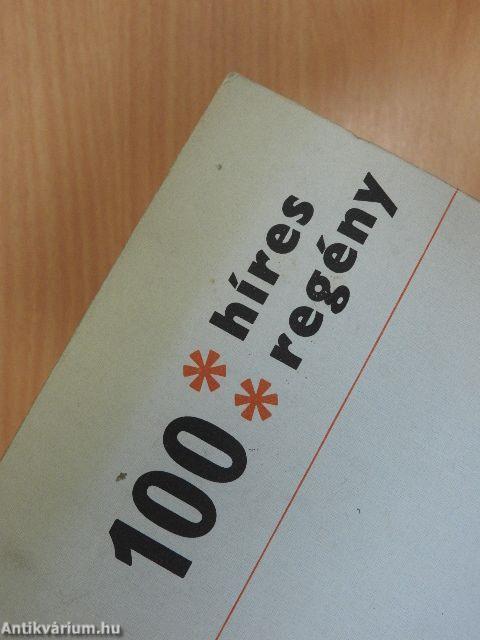 100 * híres
* regény
Antikvárium.hu